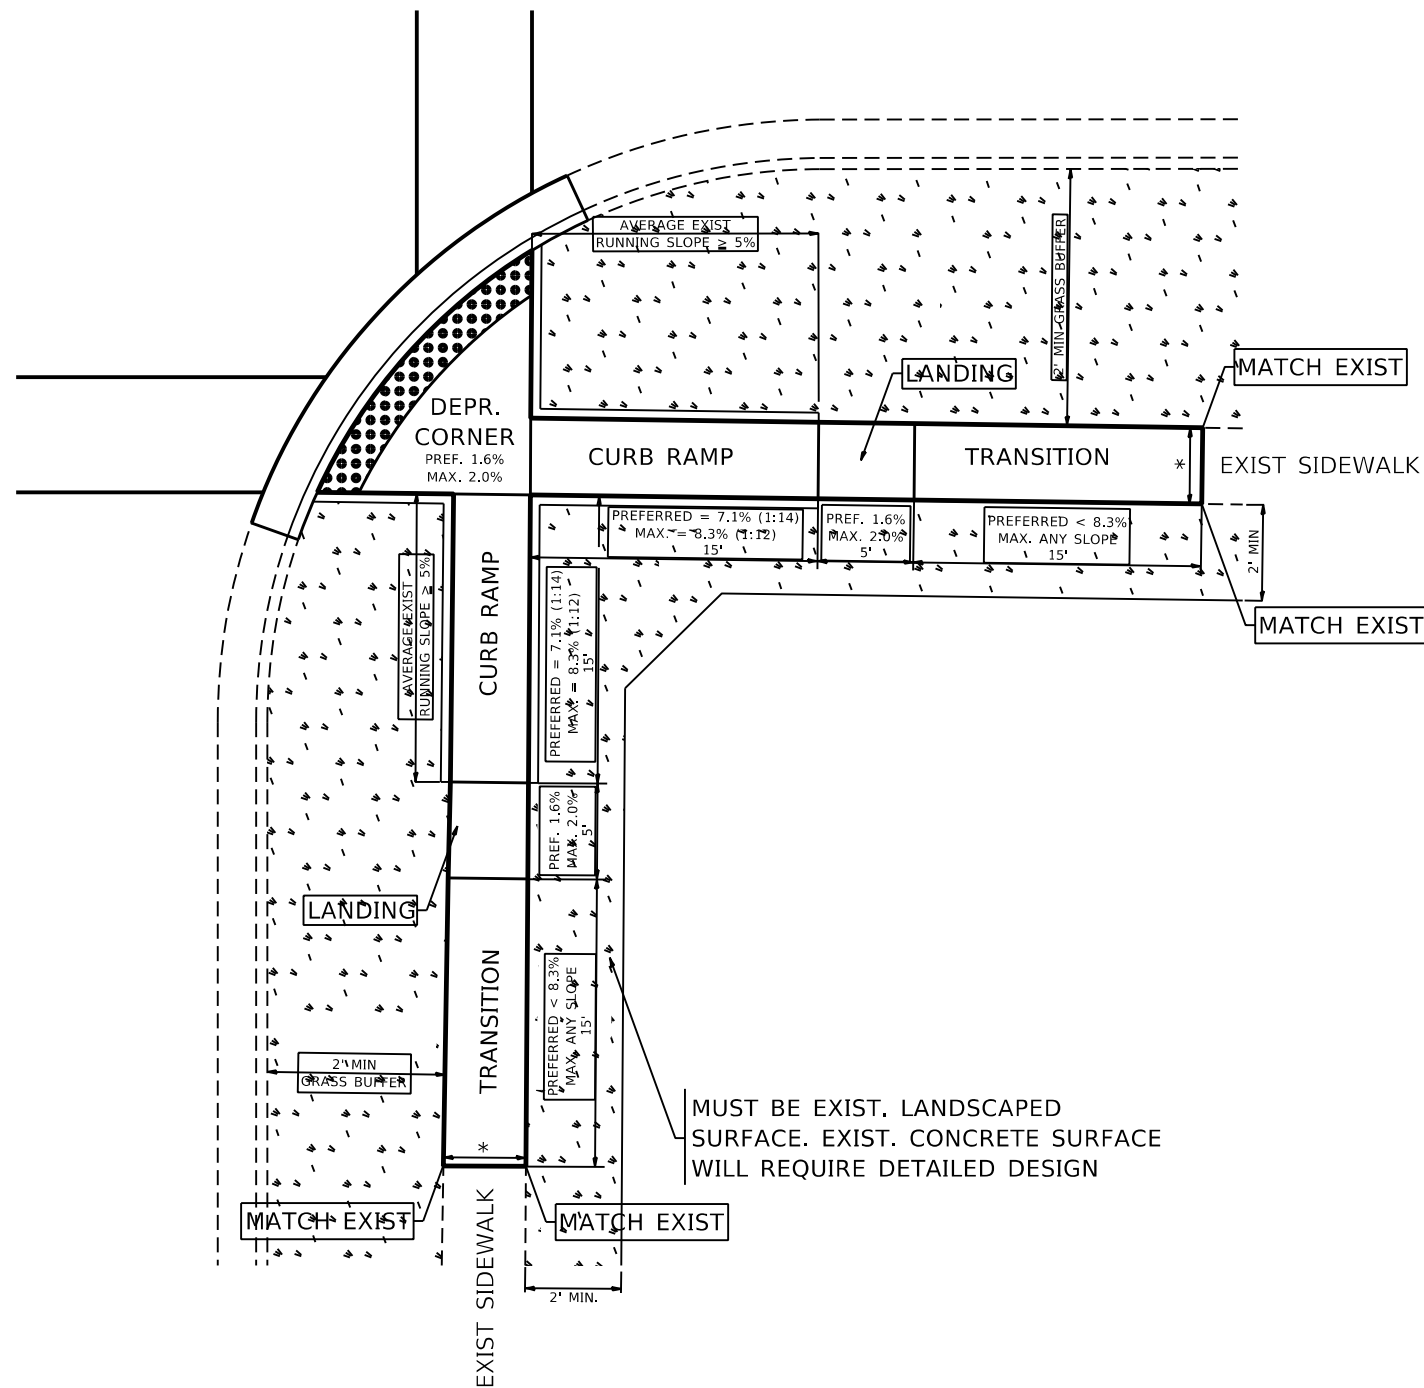 AVERAGE EXIST
RUNNING SLOPE ≥ 5%
2' MIN GRASS BUFFER
LANDING
MATCH EXIST
DEPR.
CORNER
PREF. 1.6%
MAX. 2.0%
CURB RAMP
TRANSITION
*
EXIST SIDEWALK
PREFERRED = 7.1% (1:14)
MAX. = 8.3% (1:12)
15'
PREF. 1.6%
MAX. 2.0%
5'
PREFERRED < 8.3%
MAX. ANY SLOPE
15'
2' MIN
MATCH EXIST
AVERAGE EXIST
RUNNING SLOPE ≥ 5%
CURB RAMP
PREFERRED = 7.1% (1:14)
MAX. = 8.3% (1:12)
15'
PREF. 1.6%
MAX. 2.0%
5'
LANDING
TRANSITION
PREFERRED < 8.3%
MAX. ANY SLOPE
15'
2' MIN
GRASS BUFFER
MUST BE EXIST. LANDSCAPED
SURFACE. EXIST. CONCRETE SURFACE
WILL REQUIRE DETAILED DESIGN
*
MATCH EXIST
MATCH EXIST
EXIST SIDEWALK
2' MIN.